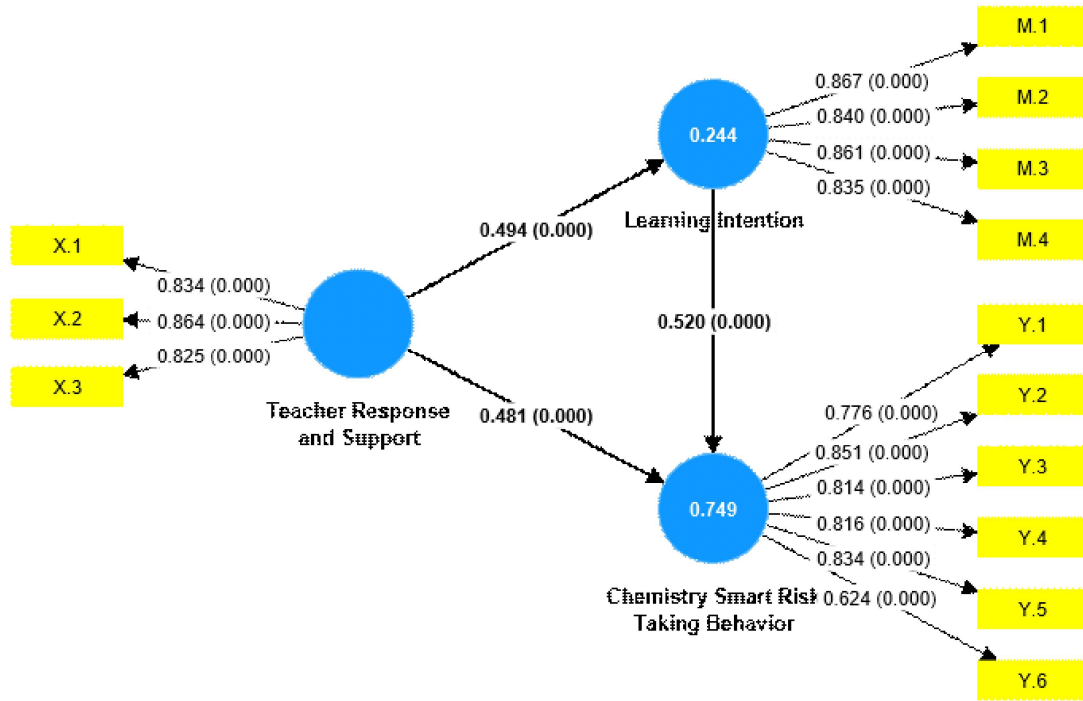 M.1
0.867 (0.000)
M.2
0.840 (0.000)
0.244
0.861 (0.000)
M.3
0.835 (0.000)
Learning Intention
M.4
0.494 (0.000)
X.1
0.834 (0.000)
X.2
0.864 (0.000)
0.825 (0.000)
X.3
Teacher Response
and Support
0.520 (0.000)
0.481 (0.000)
Y.1
Y.2
0.776 (0.000)
0.851 (0.000)
Y.3
0.814 (0.000)
0.749
0.816 (0.000)
Y.4
0.834 (0.000)
Chemistry Smart Risk
Taking Behavior
0.624 (0.000)
Y.5
Y.6